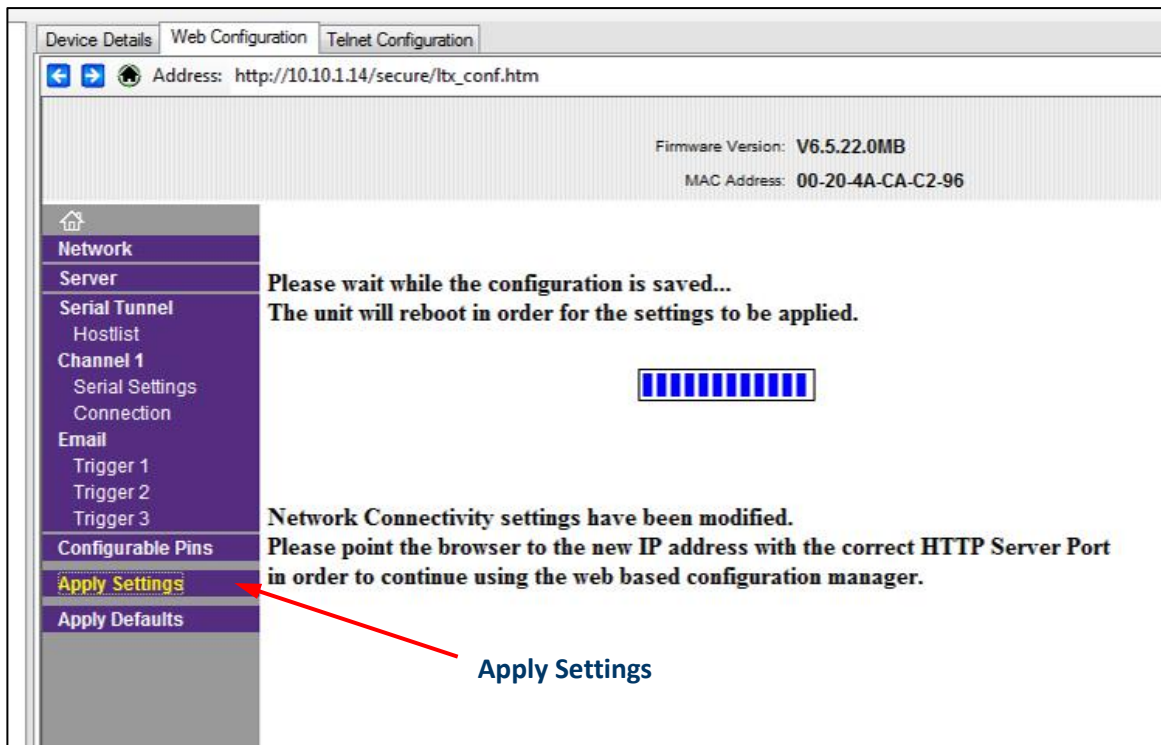 Device Details Web Configuration Telnet Configuration
Address: http://10.10.1.14/secure/ltx_conf.htm
Firmware Version: V6.5.22.0MB
MAC Address: 00-20-4A-CA-C2-96
Network
Server
Serial Tunnel
Hostlist
Channel 1
Serial Settings
Connection
Email
Trigger 1
Trigger 2
Trigger 3
Configurable Pins
Apply Settings
Apply Defaults
Please wait while the configuration is saved...
The unit will reboot in order for the settings to be applied.
Network Connectivity settings have been modified.
Please point the browser to the new IP address with the correct HTTP Server Port
in order to continue using the web based configuration manager.
Apply Settings